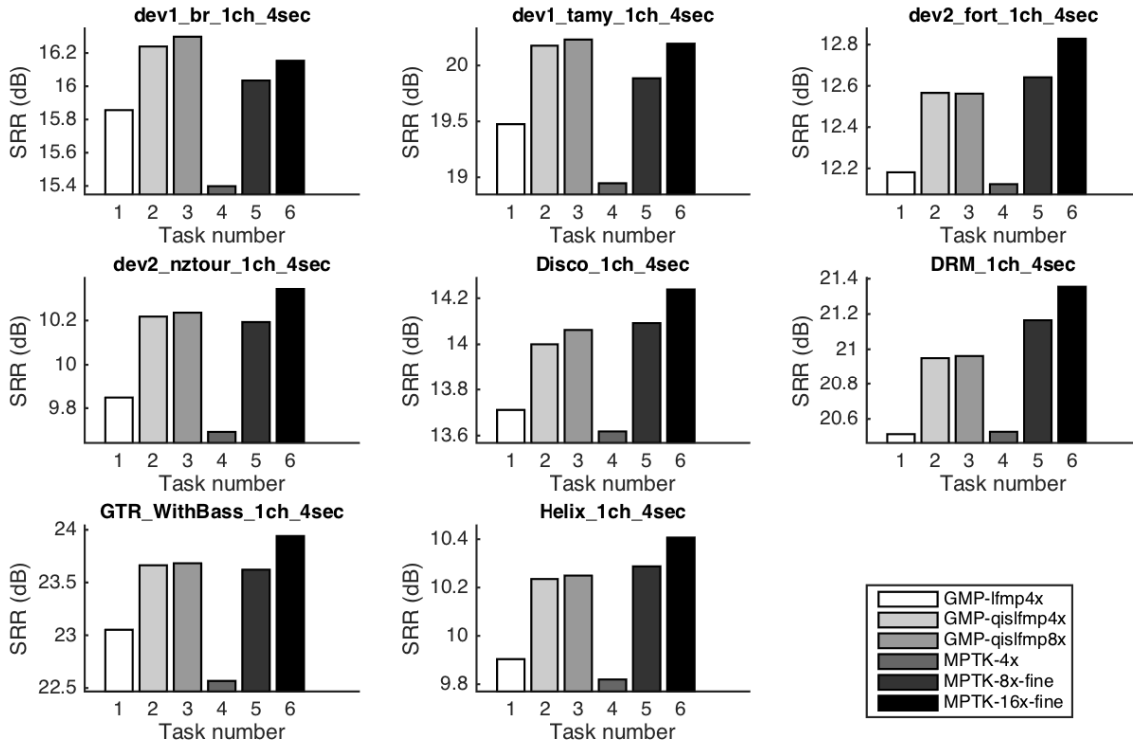 dev1_br_1ch_4sec
SRR (dB)
16.2
16
15.8
15.6
15.4
1 2 3 4 5 6
Task number
dev1_tamy_1ch_4sec
SRR (dB)
20
19.5
19
1 2 3 4 5 6
Task number
dev2_fort_1ch_4sec
SRR (dB)
12.8
12.6
12.4
12.2
1 2 3 4 5 6
Task number
dev2_nztour_1ch_4sec
SRR (dB)
10.2
10
9.8
1 2 3 4 5 6
Task number
Disco_1ch_4sec
SRR (dB)
14.2
14
13.8
13.6
1 2 3 4 5 6
Task number
DRM_1ch_4sec
SRR (dB)
21.4
21.2
21
20.8
20.6
1 2 3 4 5 6
Task number
GTR_WithBass_1ch_4sec
SRR (dB)
24
23.5
23
22.5
1 2 3 4 5 6
Task number
Helix_1ch_4sec
SRR (dB)
10.4
10.2
10
9.8
1 2 3 4 5 6
Task number
GMP-lfmp4x
GMP-qislfmp4x
GMP-qislfmp8x
MPTK-4x
MPTK-8x-fine
MPTK-16x-fine